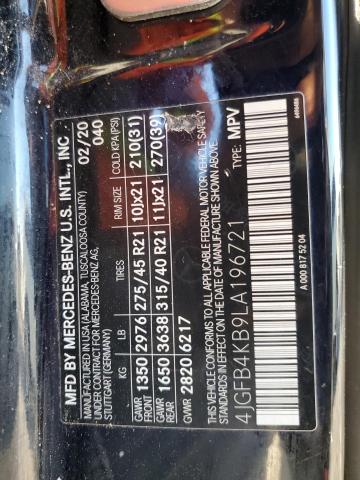 MFD BY MERCEDES-BENZ U.S. INTL., INC 02/20
MANUFACTURED IN USA (ALABAMA, TUSCALOOSA COUNTY) 040
UNDER CONTRACT FOR MERCEDES-BENZ AG,
STUTTGART (GERMANY)
KG LB TIRES RIM SIZE COLD KPA(PSI)
GAWR 1350 2976 275/45 R21 10Jx21 210(31)
FRONT
GAWR 1650 3638 315/40 R21 11Jx21 270(39)
REAR
GVWR 2820 6217
THIS VEHICLE CONFORMS TO ALL APPLICABLE FEDERAL MOTOR VEHICLE SAFETY
STANDARDS IN EFFECT ON THE DATE OF MANUFACTURE SHOWN ABOVE.
4JGFB4KB9LA196721 TYPE: MPV
A 000 817 52 04